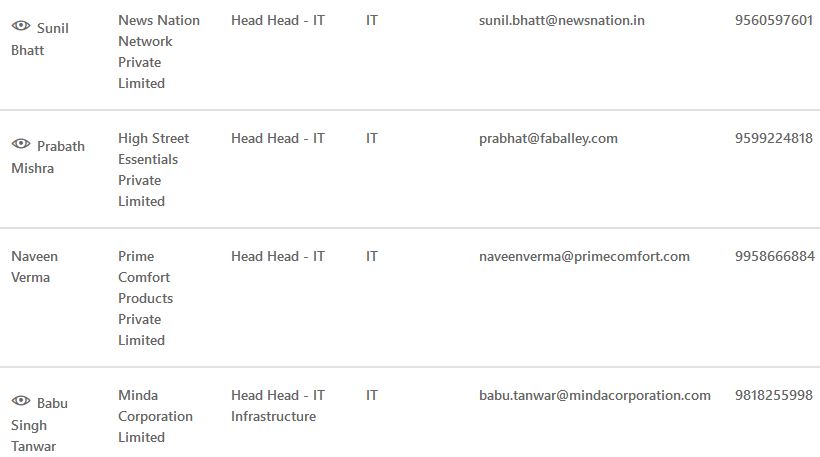 Sunil Bhatt News Nation Network Private Limited Head Head - IT IT sunil.bhatt@newsnation.in 9560597601
Prabath Mishra High Street Essentials Private Limited Head Head - IT IT prabhat@faballey.com 9599224818
Naveen Verma Prime Comfort Products Private Limited Head Head - IT IT naveenverma@primecomfort.com 9958666884
Babu Singh Tanwar Minda Corporation Limited Head Head - IT Infrastructure IT babu.tanwar@mindacorporation.com 9818255998